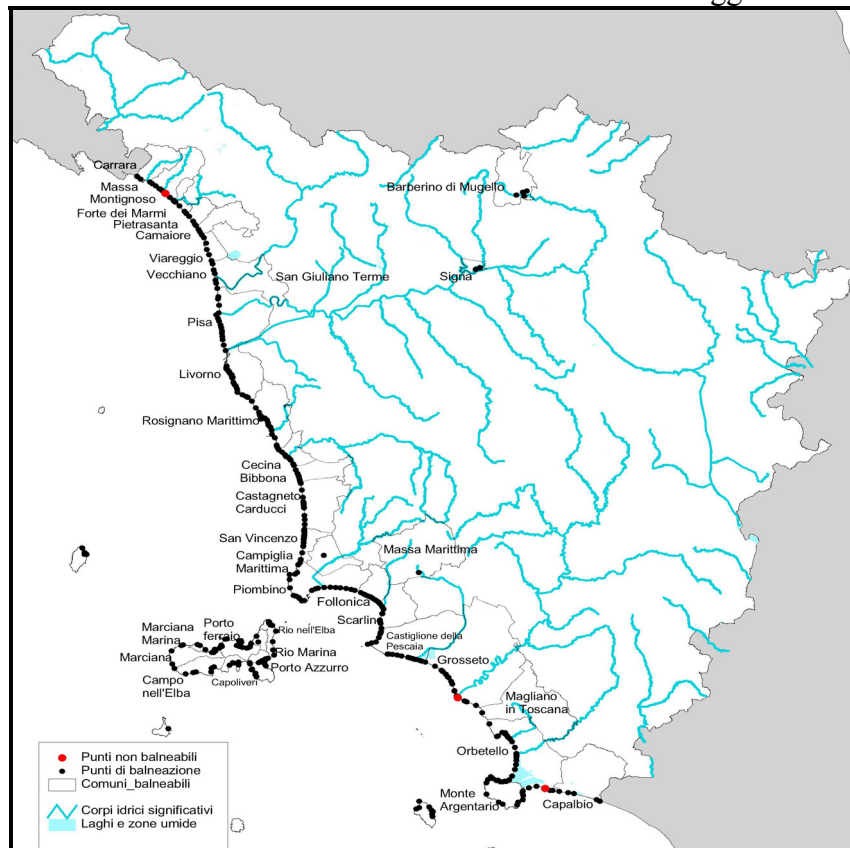 Carrara
Massa
Montignoso
Forte dei Marmi
Pietrasanta
Camaiore
Viareggio
Vecchiano
San Giuliano Terme
Barberino di Mugello
Signa
Pisa
Livorno
Rosignano Marittimo
Cecina
Bibbona
Castagneto
Carducci
San Vincenzo
Campiglia
Marittima
Massa Marittima
Piombino
Follonica
Scarlino
Castiglione della
Pescaia
Grosseto
Marciana
Marina
Porto
ferraio
Rio nell'Elba
Marciana
Rio Marina
Porto Azzurro
Campo
nell'Elba
Capoliveri
Magliano
in Toscana
Orbetello
Monte
Argentario
Capalbio
Punti non balneabili
Punti di balneazione
Comuni_balneabili
Corpi idrici significativi
Laghi e zone umide